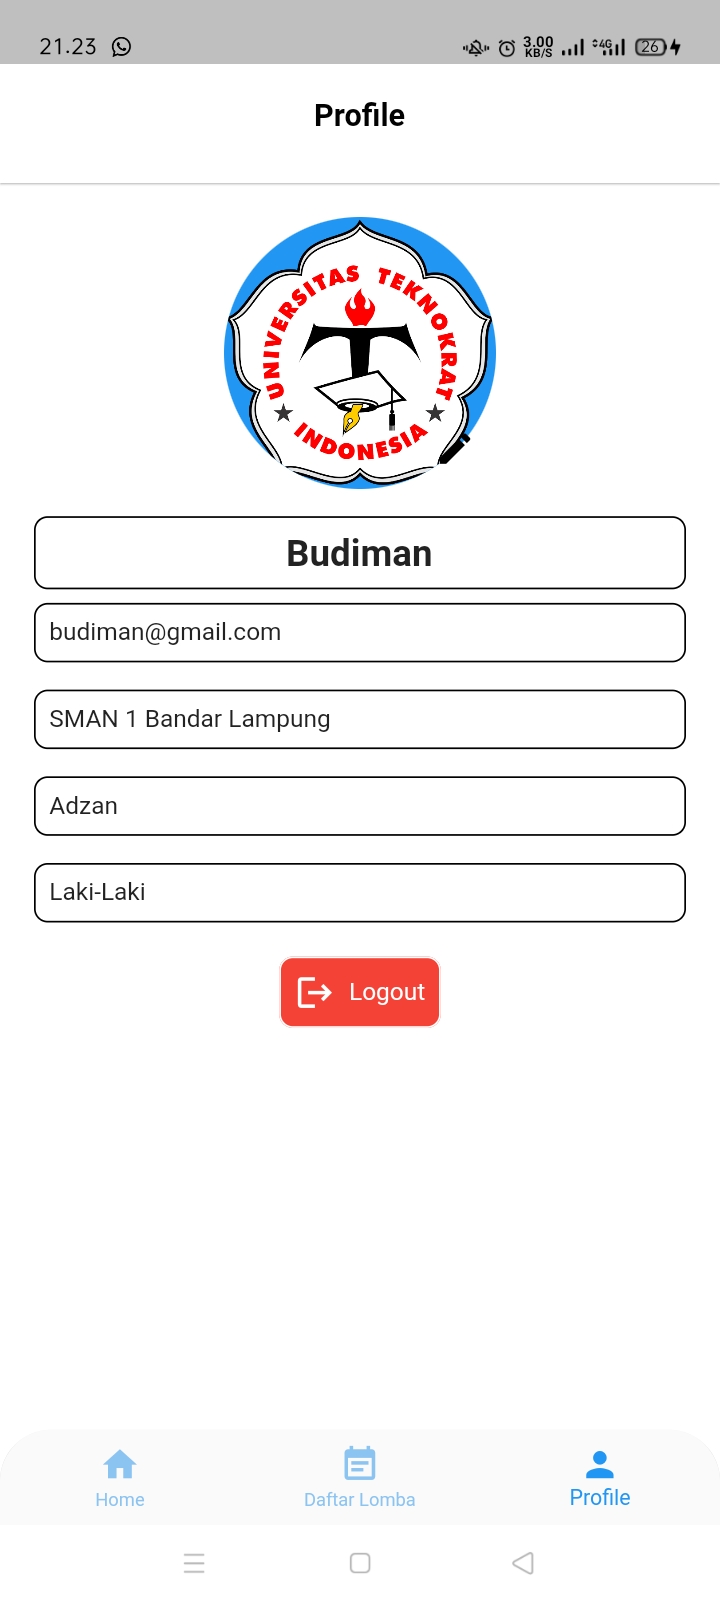 21.23
3.00
KB/S
4G
26
Profile
UNIVERSITAS TEKNOKRAT
INDONESIA
Budiman
budiman@gmail.com
SMAN 1 Bandar Lampung
Adzan
Laki-Laki
Logout
Home
Daftar Lomba
Profile